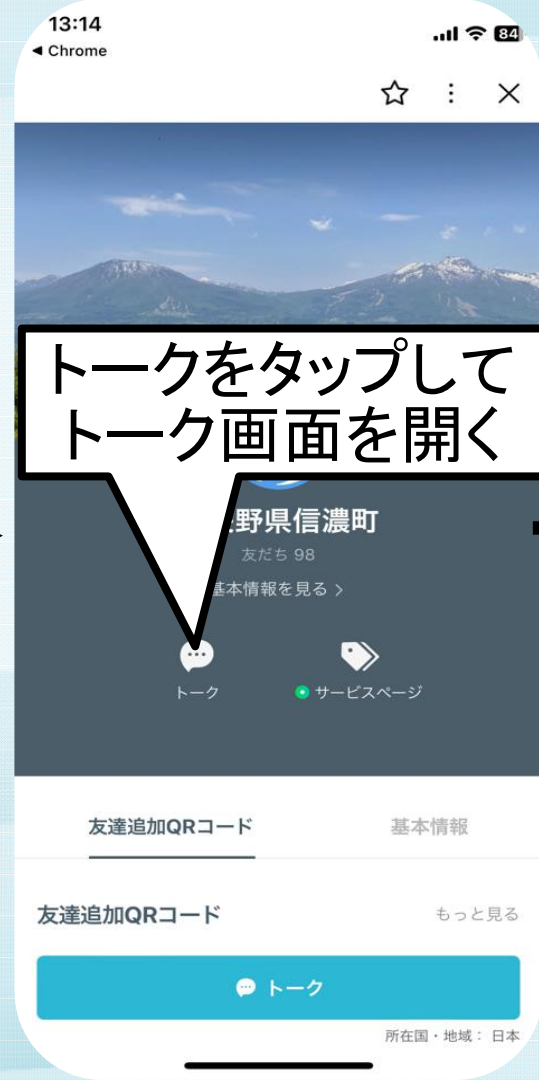 13:14
84
◀ Chrome
トークをタップして
トーク画面を開く
野県信濃町
友だち 98
基本情報を見る >
トーク
サービスページ
友達追加QRコード
基本情報
友達追加QRコード
もっと見る
トーク
所在国・地域： 日本